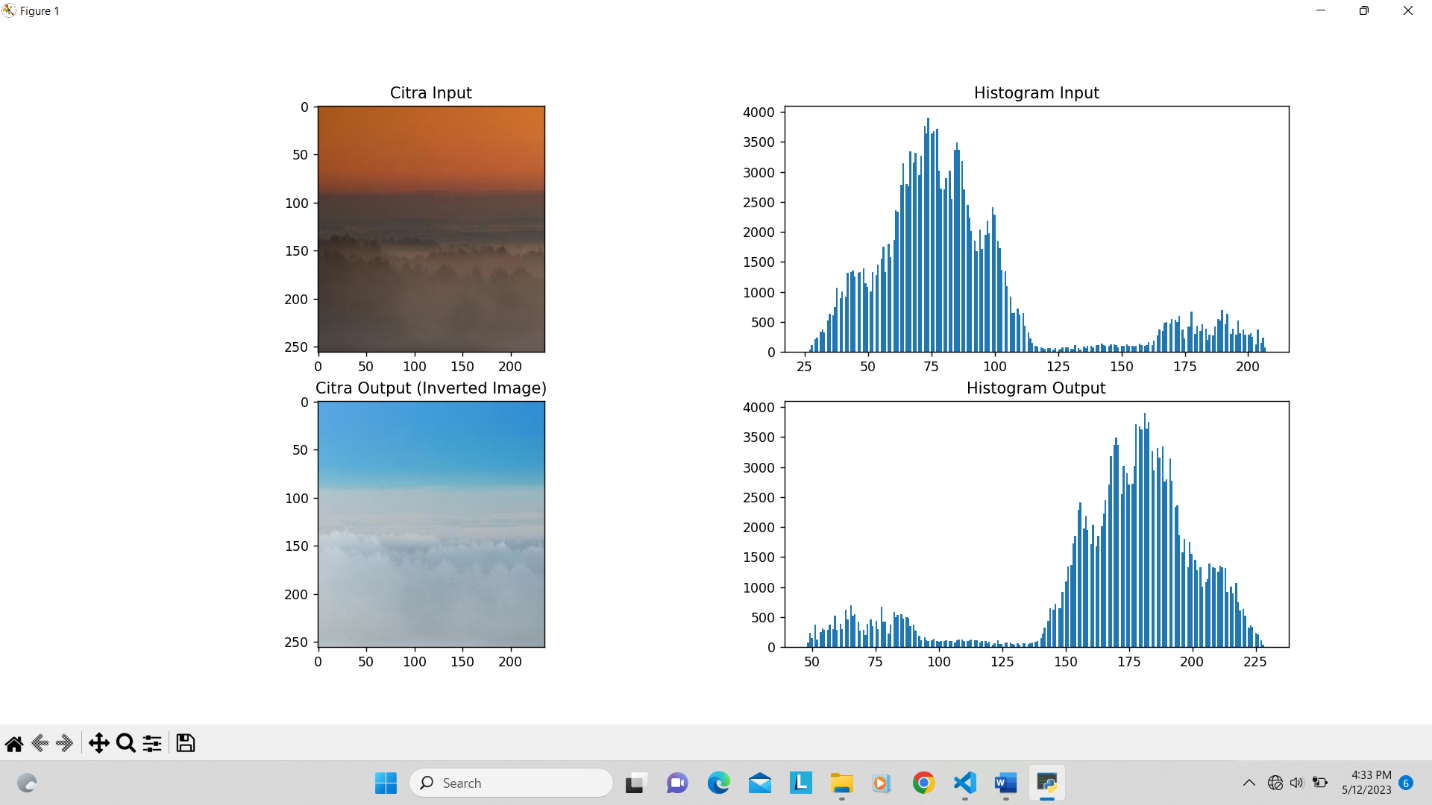 Figure 1
Citra Input
0
50
100
150
200
250
0 50 100 150 200
Histogram Input
4000
3500
3000
2500
2000
1500
1000
500
0
25 50 75 100 125 150 175 200
Citra Output (Inverted Image)
0
50
100
150
200
250
0 50 100 150 200
Histogram Output
4000
3500
3000
2500
2000
1500
1000
500
0
50 75 100 125 150 175 200 225
Search
L
W
4:33 PM
5/12/2023
6